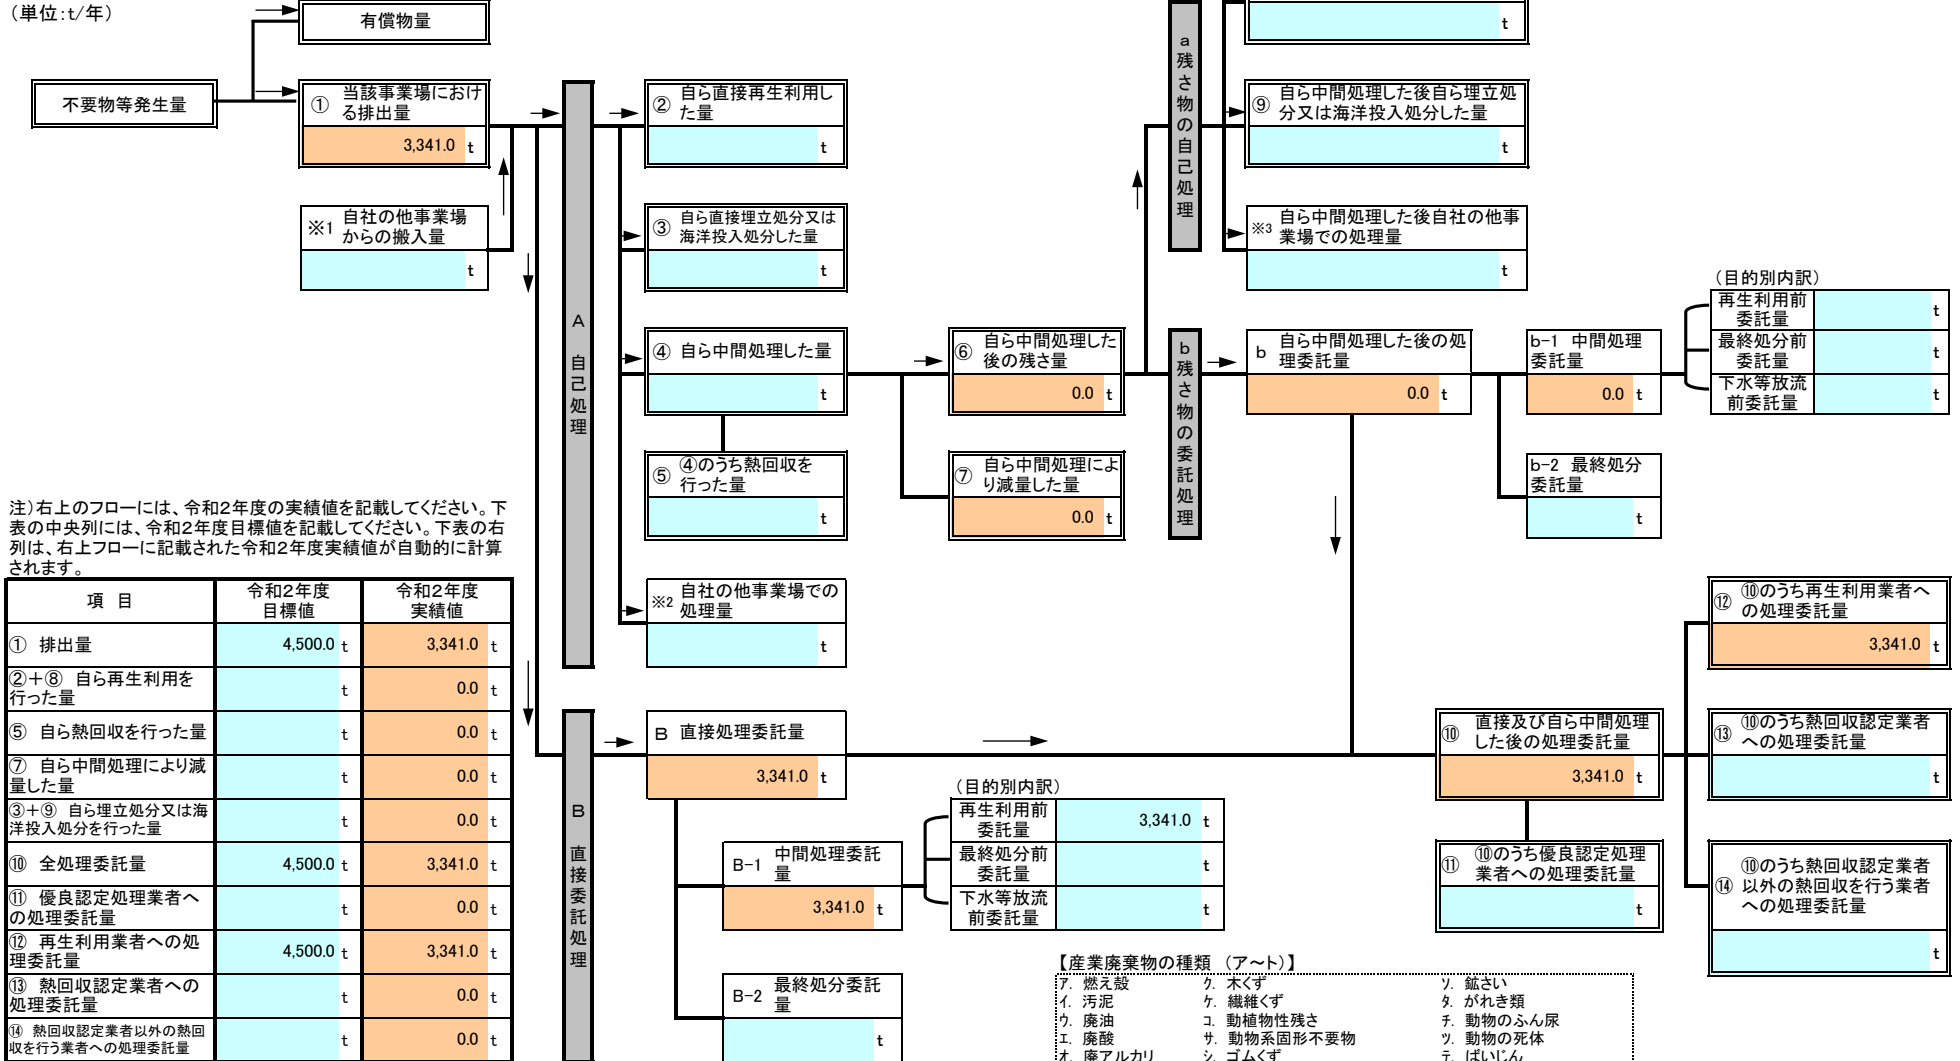 (単位:t/年)
有償物量
不要物等発生量
① 当該事業場におけ
る排出量
3,341.0 t
※1 自社の他事業場
からの搬入量
t
A 自己処理
② 自ら直接再生利用し
た量
t
③ 自ら直接埋立処分又は
海洋投入処分した量
t
④ 自ら中間処理した量
t
⑤ ④のうち熱回収を
行った量
t
※2 自社の他事業場での
処理量
t
⑥ 自ら中間処理した
後の残さ量
0.0 t
⑦ 自ら中間処理によ
り減量した量
0.0 t
a 残さ物の自己処理
t
⑨ 自ら中間処理した後自ら埋立処
分又は海洋投入処分した量
t
※3 自ら中間処理した後自社の他事
業場での処理量
t
b 残さ物の委託処理
b 自ら中間処理した後の処
理委託量
0.0 t
b-1 中間処理
委託量
0.0 t
(目的別内訳)
再生利用前
委託量 t
最終処分前
委託量 t
下水等放流
前委託量 t
b-2 最終処分
委託量
t
注)右上のフローには、令和2年度の実績値を記載してください。下
表の中央列には、令和2年度目標値を記載してください。下表の右
列は、右上フローに記載された令和2年度実績値が自動的に計算
されます。
項 目 令和2年度 目標値 令和2年度 実績値
① 排出量 4,500.0 t 3,341.0 t
②+⑧ 自ら再生利用を
行った量 t 0.0 t
⑤ 自ら熱回収を行った量 t 0.0 t
⑦ 自ら中間処理により減
量した量 t 0.0 t
③+⑨ 自ら埋立処分又は海
洋投入処分を行った量 t 0.0 t
⑩ 全処理委託量 4,500.0 t 3,341.0 t
⑪ 優良認定処理業者へ
の処理委託量 t 0.0 t
⑫ 再生利用業者への処
理委託量 4,500.0 t 3,341.0 t
⑬ 熱回収認定業者への
処理委託量 t 0.0 t
⑭ 熱回収認定業者以外の熱回
収を行う業者への処理委託量 t 0.0 t
B 直接委託処理
B 直接処理委託量
3,341.0 t
B-1 中間処理委託
量
3,341.0 t
B-2 最終処分委託
量
t
(目的別内訳)
再生利用前
委託量 3,341.0 t
最終処分前
委託量 t
下水等放流
前委託量 t
⑩ 直接及び自ら中間処理
した後の処理委託量
3,341.0 t
⑪ ⑩のうち優良認定処理
業者への処理委託量
t
⑫ ⑩のうち再生利用業者へ
の処理委託量
3,341.0 t
⑬ ⑩のうち熱回収認定業者
への処理委託量
t
⑭ ⑩のうち熱回収認定業者
以外の熱回収を行う業者
への処理委託量
t
【産業廃棄物の種類 (ア~ト)】
ア. 燃え殻 ク. 木くず ソ. 鉱さい
イ. 汚泥 ケ. 繊維くず タ. がれき類
ウ. 廃油 コ. 動植物性残さ チ. 動物のふん尿
エ. 廃酸 サ. 動物系固形不要物 ツ. 動物の死体
オ. 廃アルカリ シ. ゴムくず テ. ばいじん